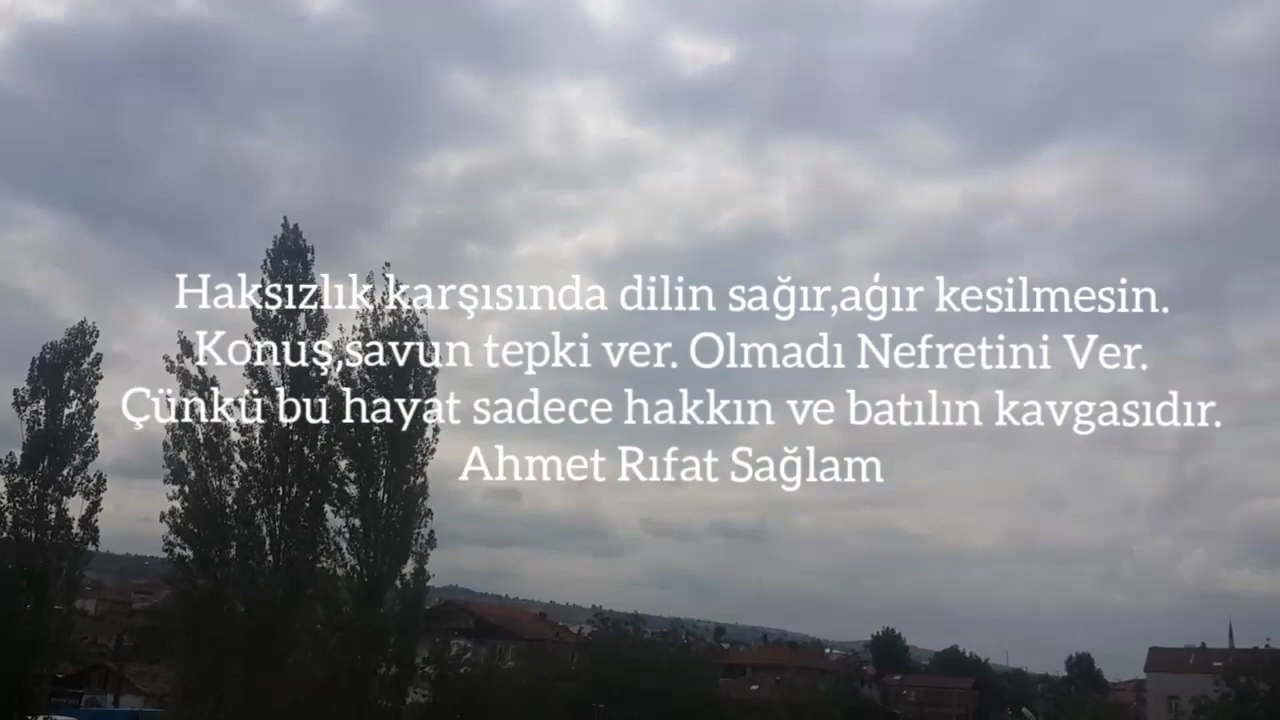 Haksızlık karşısında dilin sağır,ağır kesilmesin.
Konuş,savun tepki ver. Olmadı Nefretini Ver.
Çünkü bu hayat sadece hakkın ve batılın kavgasıdır.
Ahmet Rıfat Sağlam